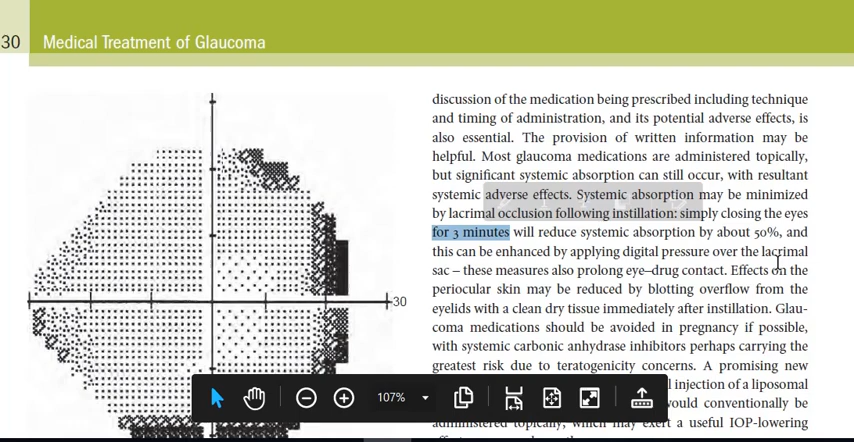 30 Medical Treatment of Glaucoma
30
discussion of the medication being prescribed including technique
and timing of administration, and its potential adverse effects, is
also essential. The provision of written information may be
helpful. Most glaucoma medications are administered topically,
but significant systemic absorption can still occur, with resultant
systemic adverse effects. Systemic absorption may be minimized
by lacrimal occlusion following instillation: simply closing the eyes
for 3 minutes will reduce systemic absorption by about 50%, and
this can be enhanced by applying digital pressure over the lacrimal
sac – these measures also prolong eye–drug contact. Effects on the
periocular skin may be reduced by blotting overflow from the
eyelids with a clean dry tissue immediately after instillation. Glau-
coma medications should be avoided in pregnancy if possible,
with systemic carbonic anhydrase inhibitors perhaps carrying the
greatest risk due to teratogenicity concerns. A promising new
l injection of a liposomal
would conventionally be
administered topically, which may exert a useful IOP-lowering
107%